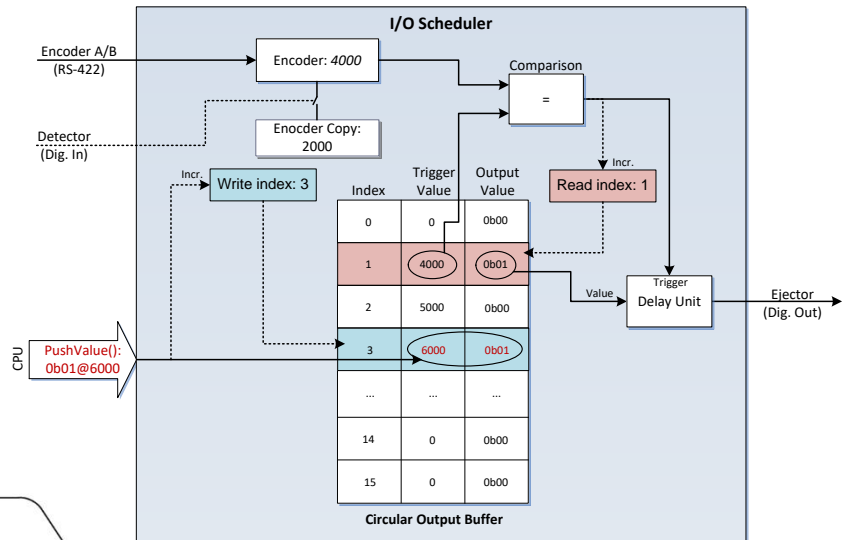 I/O Scheduler
Encoder A/B
(RS-422)
Encoder: 4000
Comparison
=
Detector
(Dig. In)
Enocder Copy:
2000
Incr.
Write index: 3
Incr.
Read index: 1
Index
Trigger
Value
Output
Value
0 0 0b00
1 4000 0b01
2 5000 0b00
3 6000 0b01
... ... ...
14 0 0b00
15 0 0b00
Circular Output Buffer
Value
Trigger
Delay Unit
Ejector
(Dig. Out)
CPU
PushValue():
0b01@6000